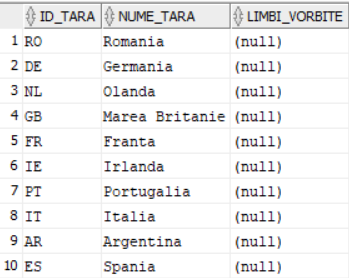 ID_TARA NUME_TARA LIMBI_VORBITE
1 RO Romania (null)
2 DE Germania (null)
3 NL Olanda (null)
4 GB Marea Britanie (null)
5 FR Franta (null)
6 IE Irlanda (null)
7 PT Portugalia (null)
8 IT Italia (null)
9 AR Argentina (null)
10 ES Spania (null)